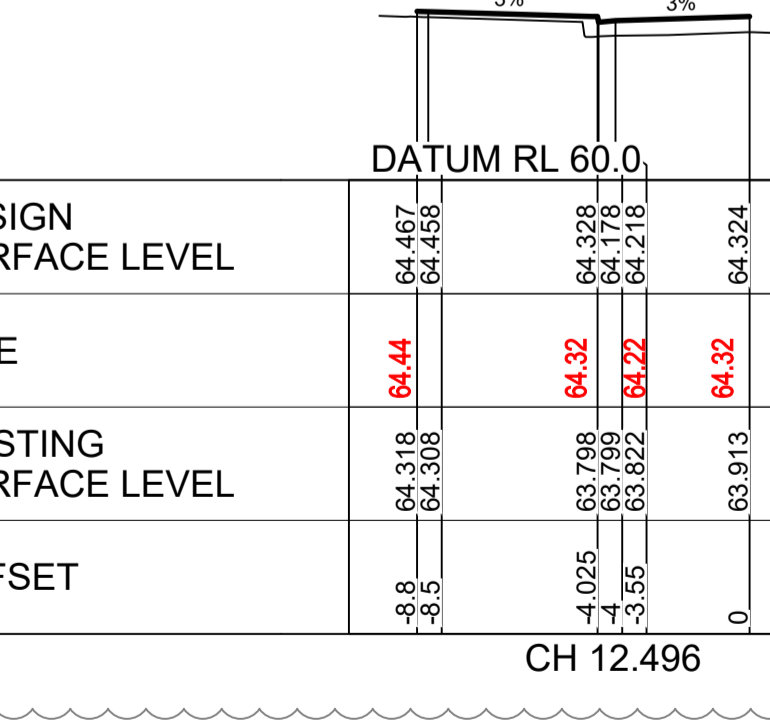 3%
DATUM RL 60.0
SIGN
RFACE LEVEL
64.467 64.458 64.328 64.178 64.218 64.324
E
64.44 64.32 64.22 64.32
STING
RFACE LEVEL
64.318 64.308 63.798 63.799 63.822 63.913
FSET
-8.8 -8.5 -4.025 -4 -3.55 0
CH 12.496